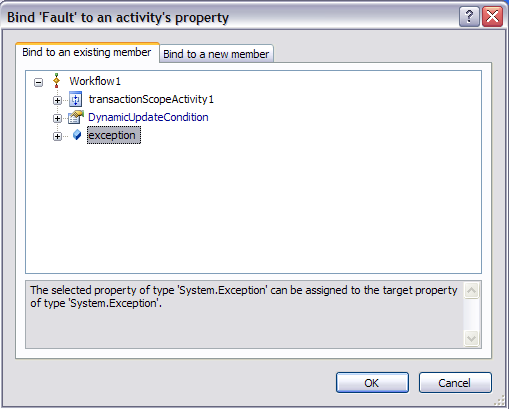 Bind 'Fault' to an activity's property
Bind to an existing member
Bind to a new member
Workflow1
transactionScopeActivity1
DynamicUpdateCondition
exception
The selected property of type 'System.Exception' can be assigned to the target property
of type 'System.Exception'.
OK
Cancel